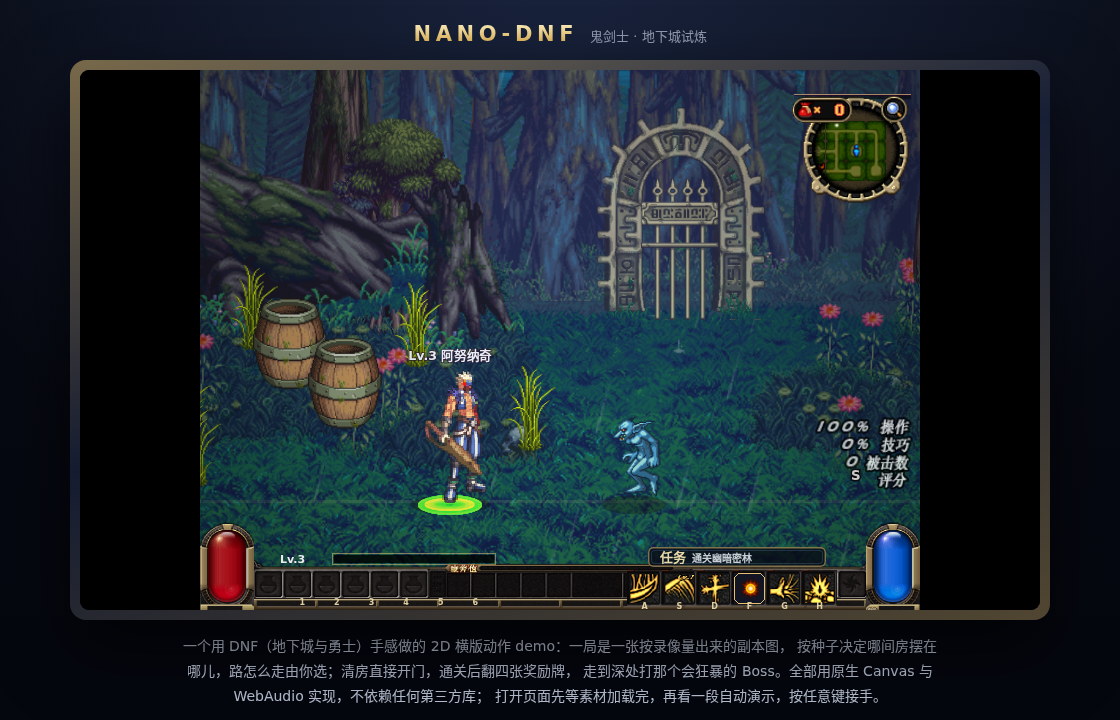 NANO-DNF 鬼剑士 · 地下城试炼
× 0
Lv.3 阿努纳奇
100% 操作
0% 技巧
0 被击数
S 评分
Lv.3
任务 通关幽暗密林
疲劳值
1 2 3 4 5 6 A S D F G H
一个用 DNF（地下城与勇士）手感做的 2D 横版动作 demo：一局是一张按录像量出来的副本图， 按种子决定哪间房摆在
哪儿，路怎么走由你选；清房直接开门，通关后翻四张奖励牌， 走到深处打那个会狂暴的 Boss。全部用原生 Canvas 与
WebAudio 实现，不依赖任何第三方库； 打开页面先等素材加载完，再看一段自动演示，按任意键接手。